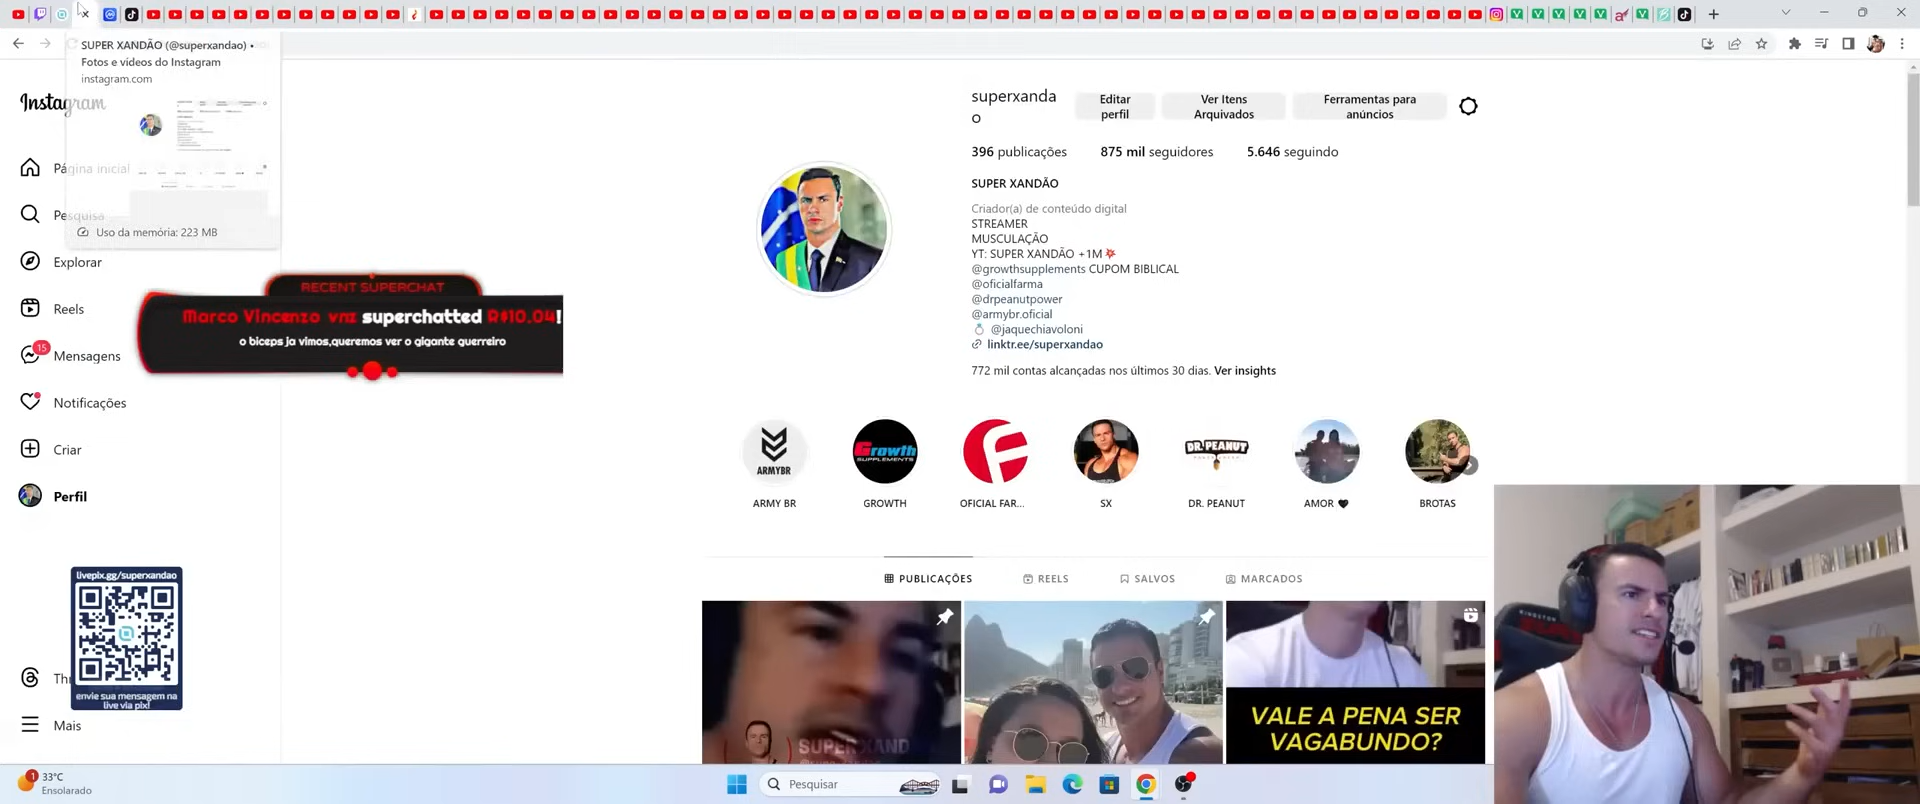 SUPER XANDÃO (@superxandao) •
Fotos e vídeos do Instagram
instagram.com
Uso da memória: 223 MB
Instagram
Página inicial
Pesquisa
Explorar
Reels
15
Mensagens
Notificações
Criar
Perfil
Mais
RECENT SUPERCHAT
Marco Vincenzo vnz superchatted R$10.04!
o biceps ja vimos,queremos ver o gigante guerreiro
livepix.gg/superxandao
envie sua mensagem na
live via pix!
superxanda
o
Editar
perfil
Ver Itens
Arquivados
Ferramentas para
anúncios
396 publicações
875 mil seguidores
5.646 seguindo
SUPER XANDÃO
Criador(a) de conteúdo digital
STREAMER
MUSCULAÇÃO
YT: SUPER XANDÃO +1M
@growthsupplements CUPOM BIBLICAL
@oficialfarma
@drpeanutpower
@armybr.oficial
@jaquechiavoloni
linktr.ee/superxandao
772 mil contas alcançadas nos últimos 30 dias. Ver insights
ARMYBR
Growth
SUPPLEMENTS
DR. PEANUT
ARMY BR
GROWTH
OFICIAL FAR...
SX
DR. PEANUT
AMOR
BROTAS
PUBLICAÇÕES
REELS
SALVOS
MARCADOS
SUPERXAND
VALE A PENA SER
VAGABUNDO?
1
33°C
Ensolarado
Pesquisar